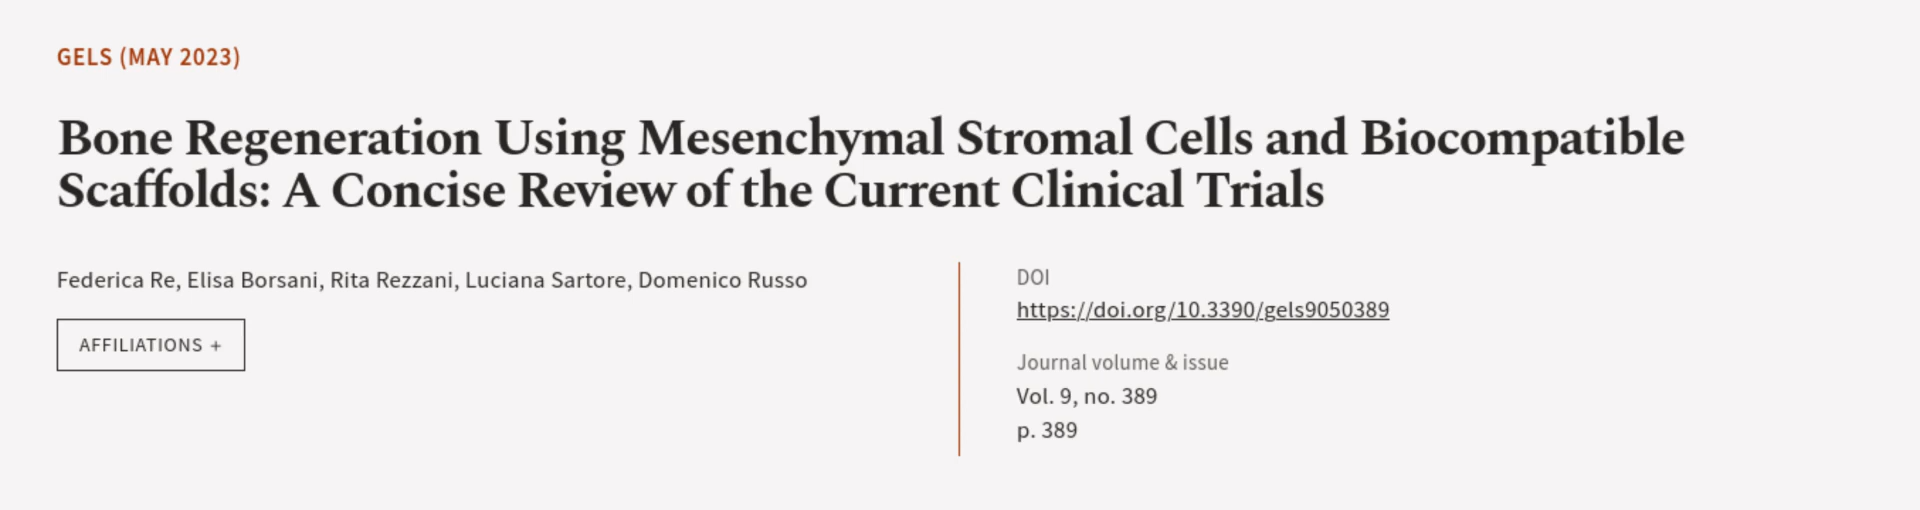 GELS (MAY 2023)
Bone Regeneration Using Mesenchymal Stromal Cells and Biocompatible
Scaffolds: A Concise Review of the Current Clinical Trials
Federica Re, Elisa Borsani, Rita Rezzani, Luciana Sartore, Domenico Russo
AFFILIATIONS +
DOI
https://doi.org/10.3390/gels9050389
Journal volume & issue
Vol. 9, no. 389
p. 389